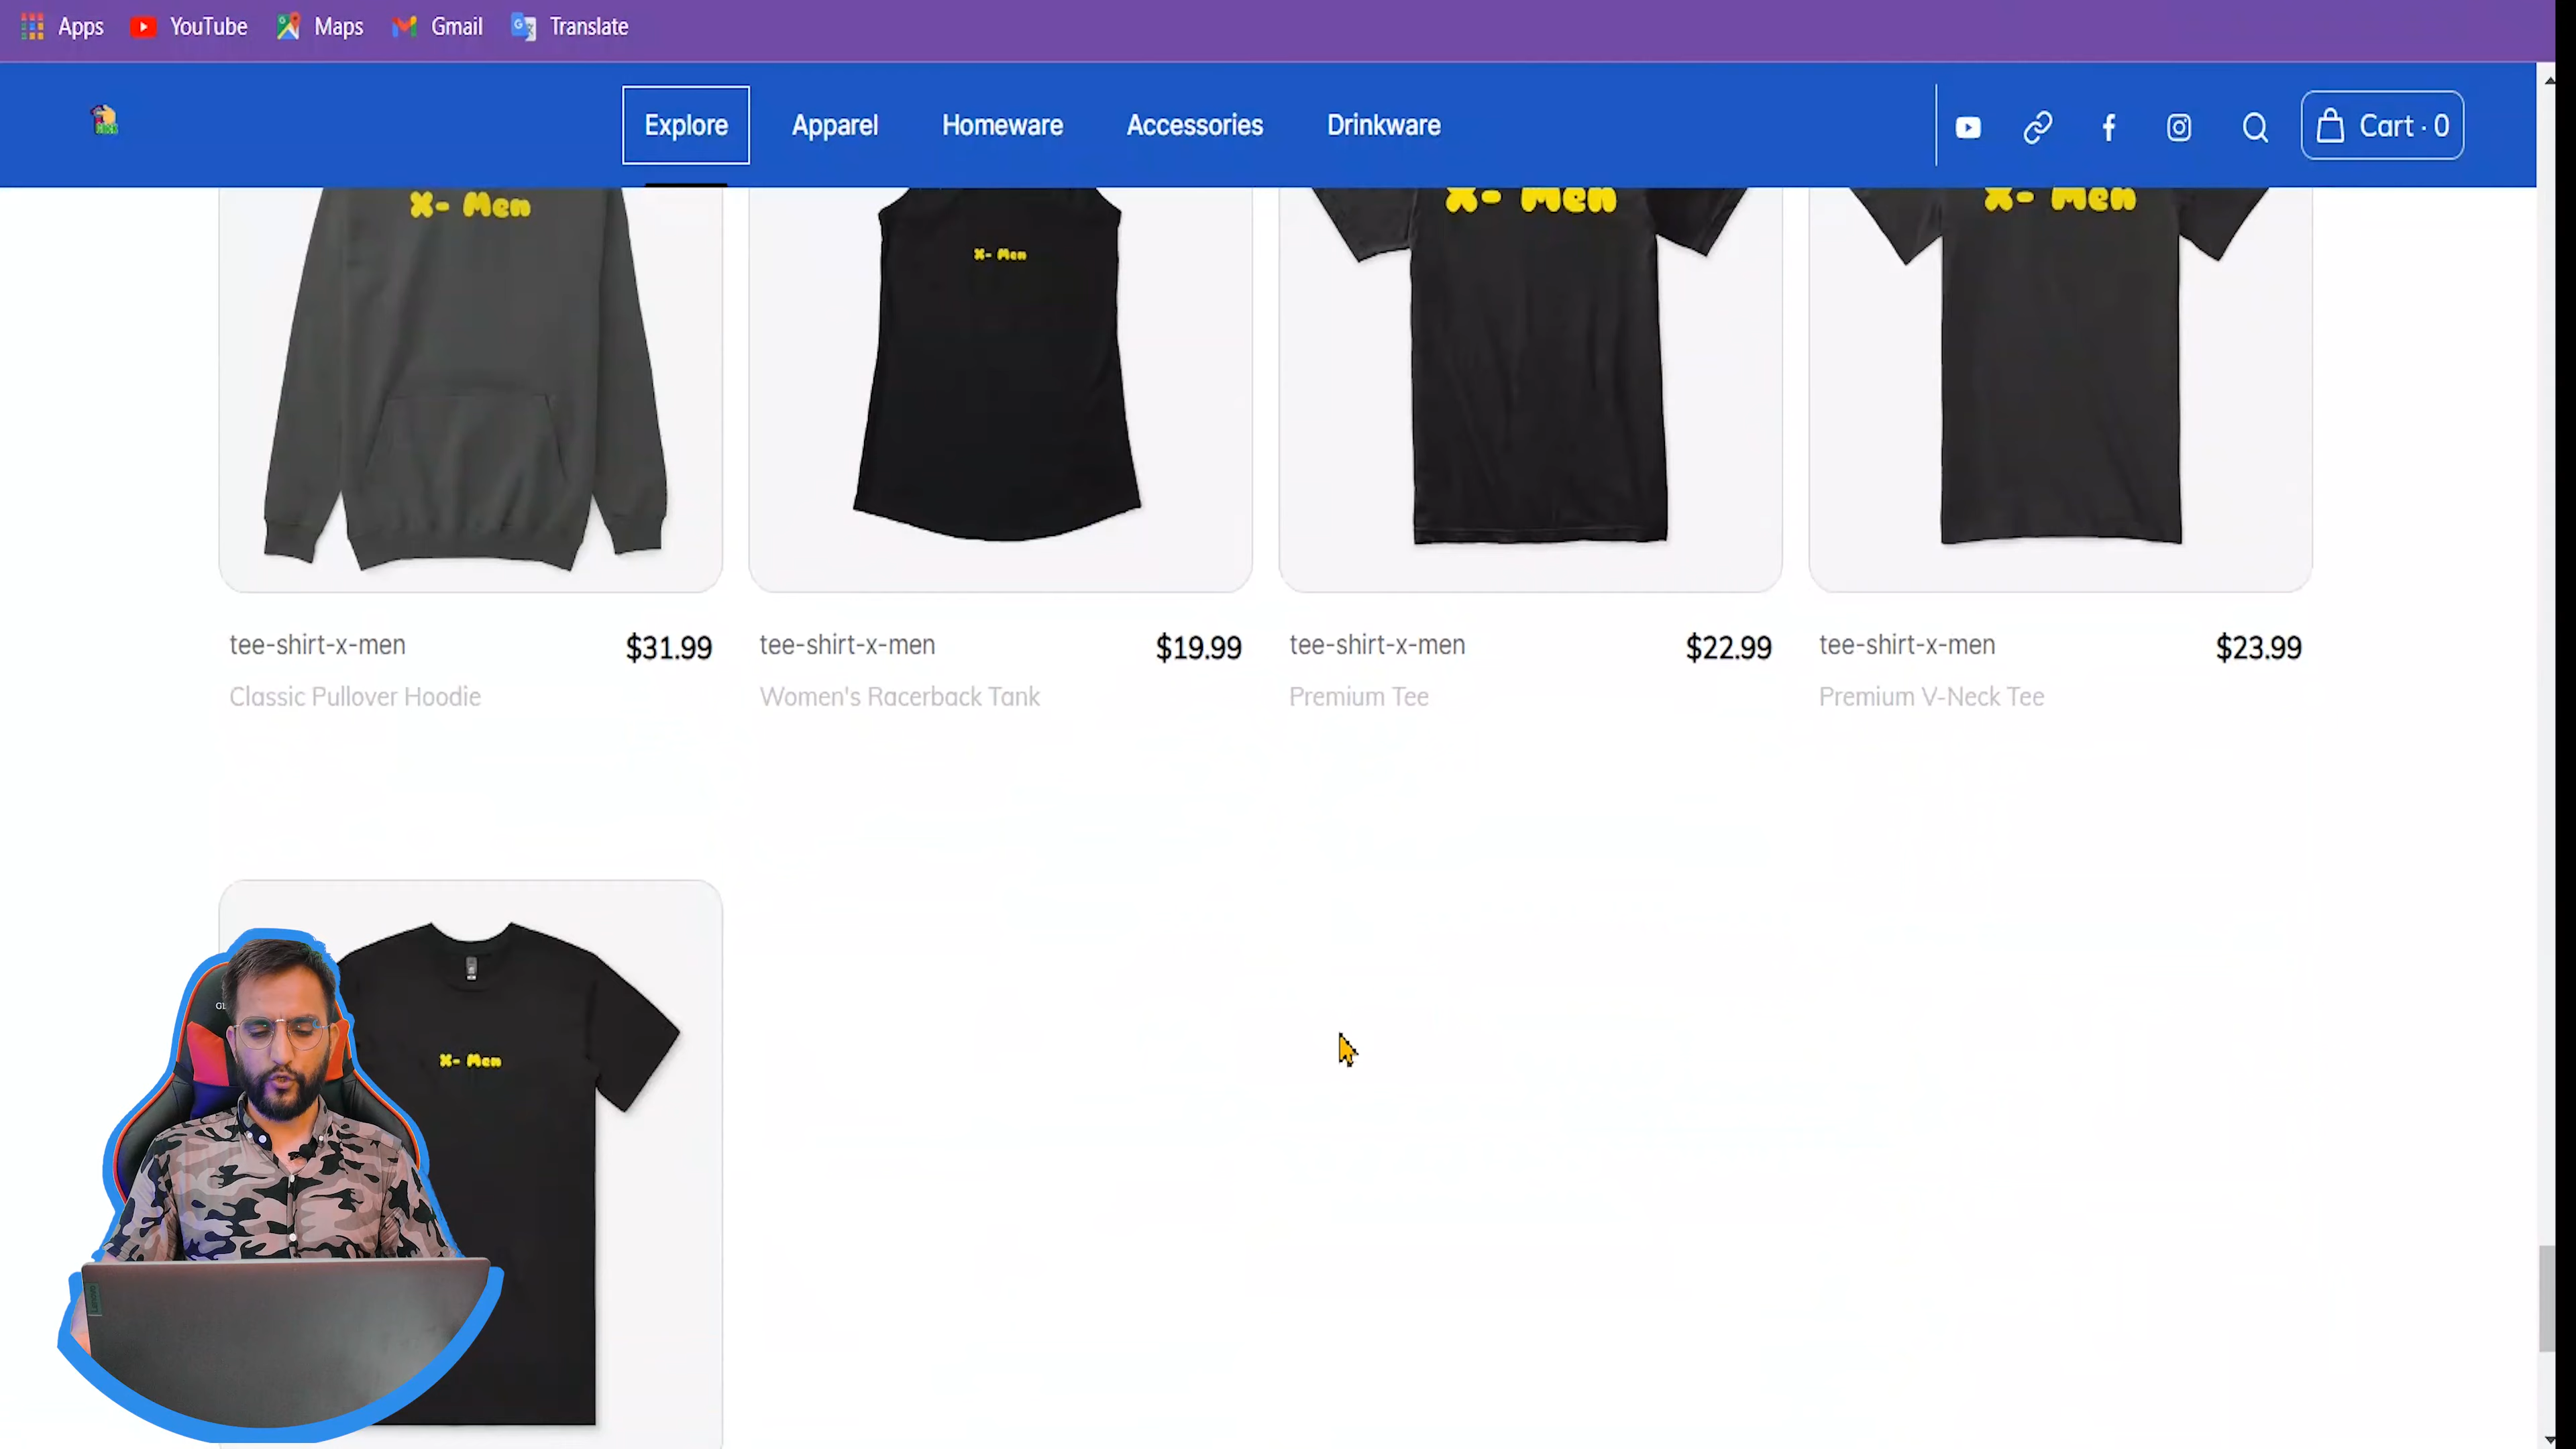 Apps YouTube Maps Gmail Translate
Explore Apparel Homeware Accessories Drinkware Cart · 0
X- Men
X- Men
X- Men
X- Men
tee-shirt-x-men $31.99
Classic Pullover Hoodie
tee-shirt-x-men $19.99
Women's Racerback Tank
tee-shirt-x-men $22.99
Premium Tee
tee-shirt-x-men $23.99
Premium V-Neck Tee
X- Men
Lenovo